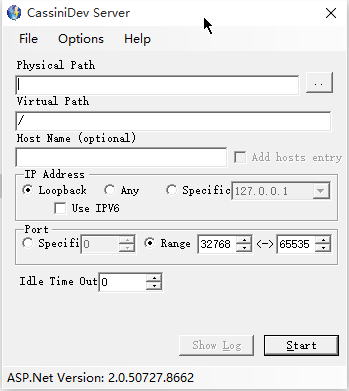 CassiniDev Server
File Options Help
Physical Path
..
Virtual Path
/
Host Name (optional)
Add hosts entry
IP Address
Loopback Any Specific 127.0.0.1
Use IPV6
Port
Specifi 0 Range 32768 <-> 65535
Idle Time Out 0
Show Log Start
ASP.Net Version: 2.0.50727.8662